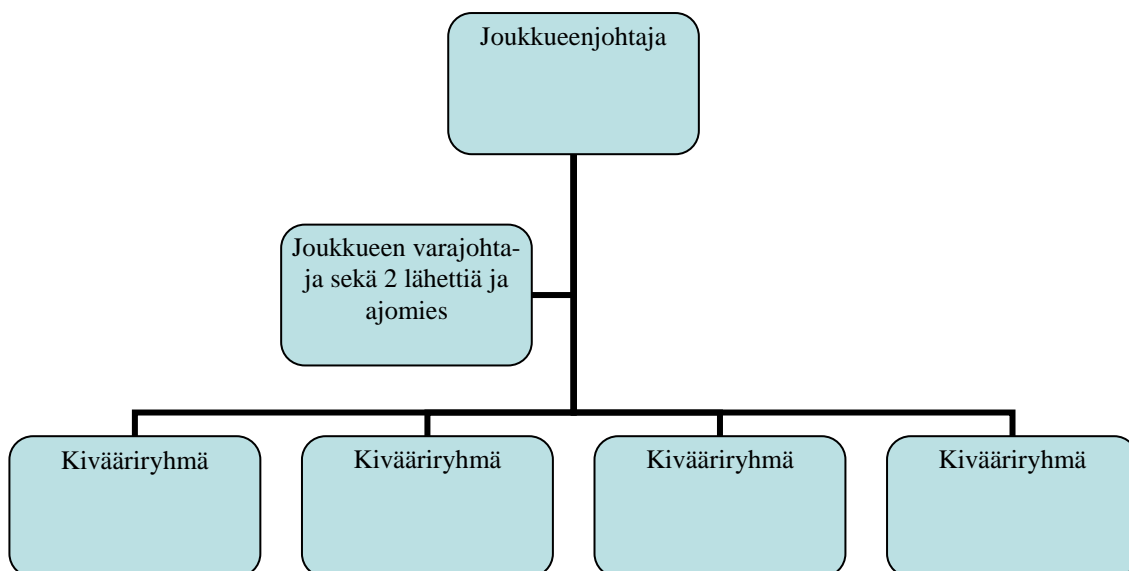 Joukkueenjohtaja
Joukkueen varajohta-
ja sekä 2 lähettiä ja
ajomies
Kivääriryhmä
Kivääriryhmä
Kivääriryhmä
Kivääriryhmä